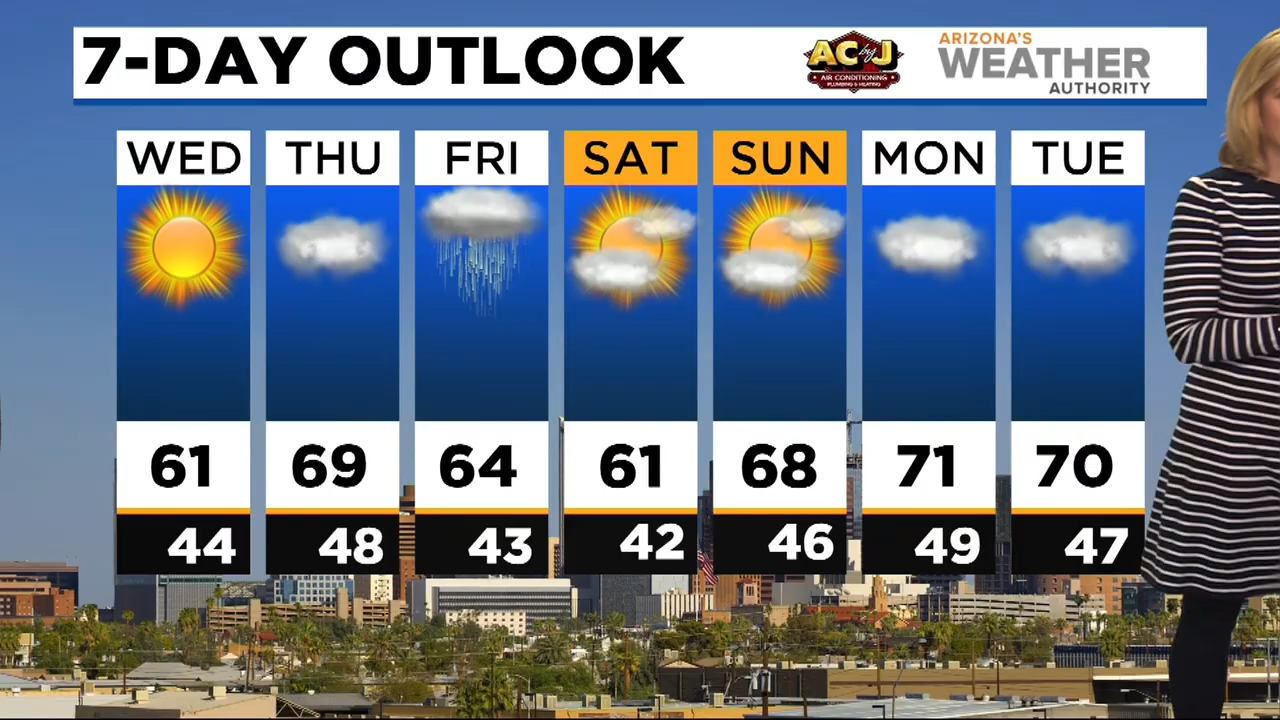 7-DAY OUTLOOK
AC by J
AIR CONDITIONING
PLUMBING & HEATING
ARIZONA'S
WEATHER
AUTHORITY
WED THU FRI SAT SUN MON TUE
61 69 64 61 68 71 70
44 48 43 42 46 49 47